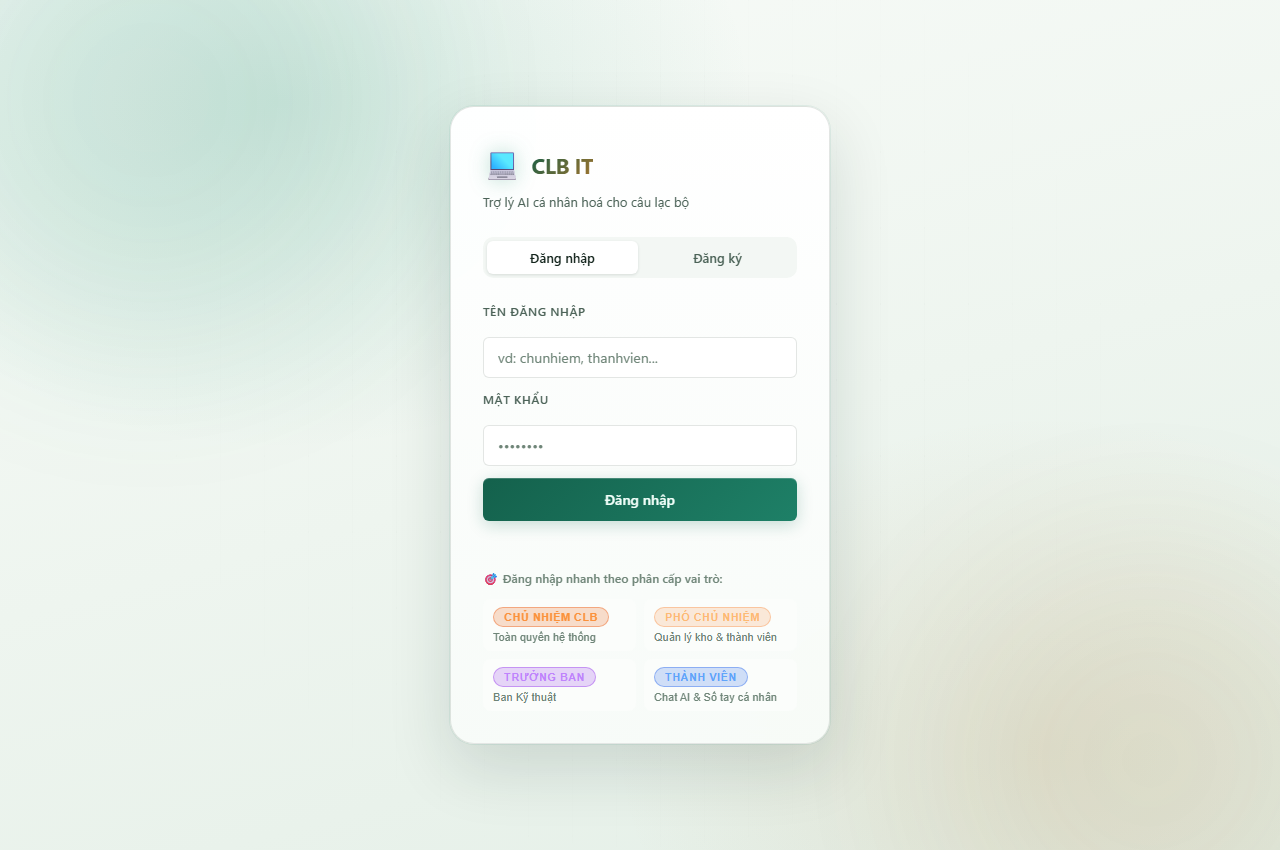 CLB IT
Trợ lý AI cá nhân hoá cho câu lạc bộ
Đăng nhập
Đăng ký
TÊN ĐĂNG NHẬP
vd: chunhiem, thanhvien...
MẬT KHẨU
••••••••
Đăng nhập
🎯 Đăng nhập nhanh theo phân cấp vai trò:
CHỦ NHIỆM CLB
Toàn quyền hệ thống
PHÓ CHỦ NHIỆM
Quản lý kho & thành viên
TRƯỞNG BAN
Ban Kỹ thuật
THÀNH VIÊN
Chat AI & Sổ tay cá nhân